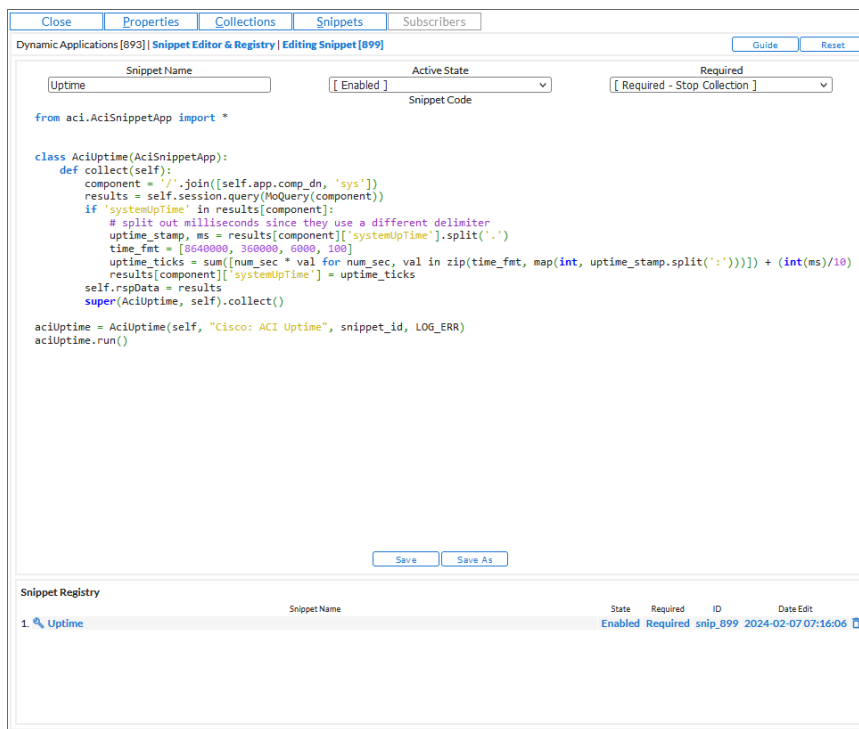 Close Properties Collections Snippets Subscribers
Dynamic Applications [893] | Snippet Editor & Registry | Editing Snippet [899] Guide Reset
Snippet Name Active State Required
Uptime [ Enabled ] [ Required - Stop Collection ]
Snippet Code
from aci.AciSnippetApp import *
class AciUptime(AciSnippetApp):
    def collect(self):
        component = '/'.join([self.app.comp_dn, 'sys'])
        results = self.session.query(MoQuery(component))
        if 'systemUpTime' in results[component]:
            # split out milliseconds since they use a different delimiter
            uptime_stamp, ms = results[component]['systemUpTime'].split('.')
            time_fmt = [8640000, 360000, 6000, 100]
            uptime_ticks = sum([num_sec * val for num_sec, val in zip(time_fmt, map(int, uptime_stamp.split(':')))]) + (int(ms)/10)
            results[component]['systemUpTime'] = uptime_ticks
        self.rspData = results
        super(AciUptime, self).collect()
aciUptime = AciUptime(self, "Cisco: ACI Uptime", snippet_id, LOG_ERR)
aciUptime.run()
Save Save As
Snippet Registry
Snippet Name State Required ID Date Edit
1. Uptime Enabled Required snip_899 2024-02-07 07:16:06